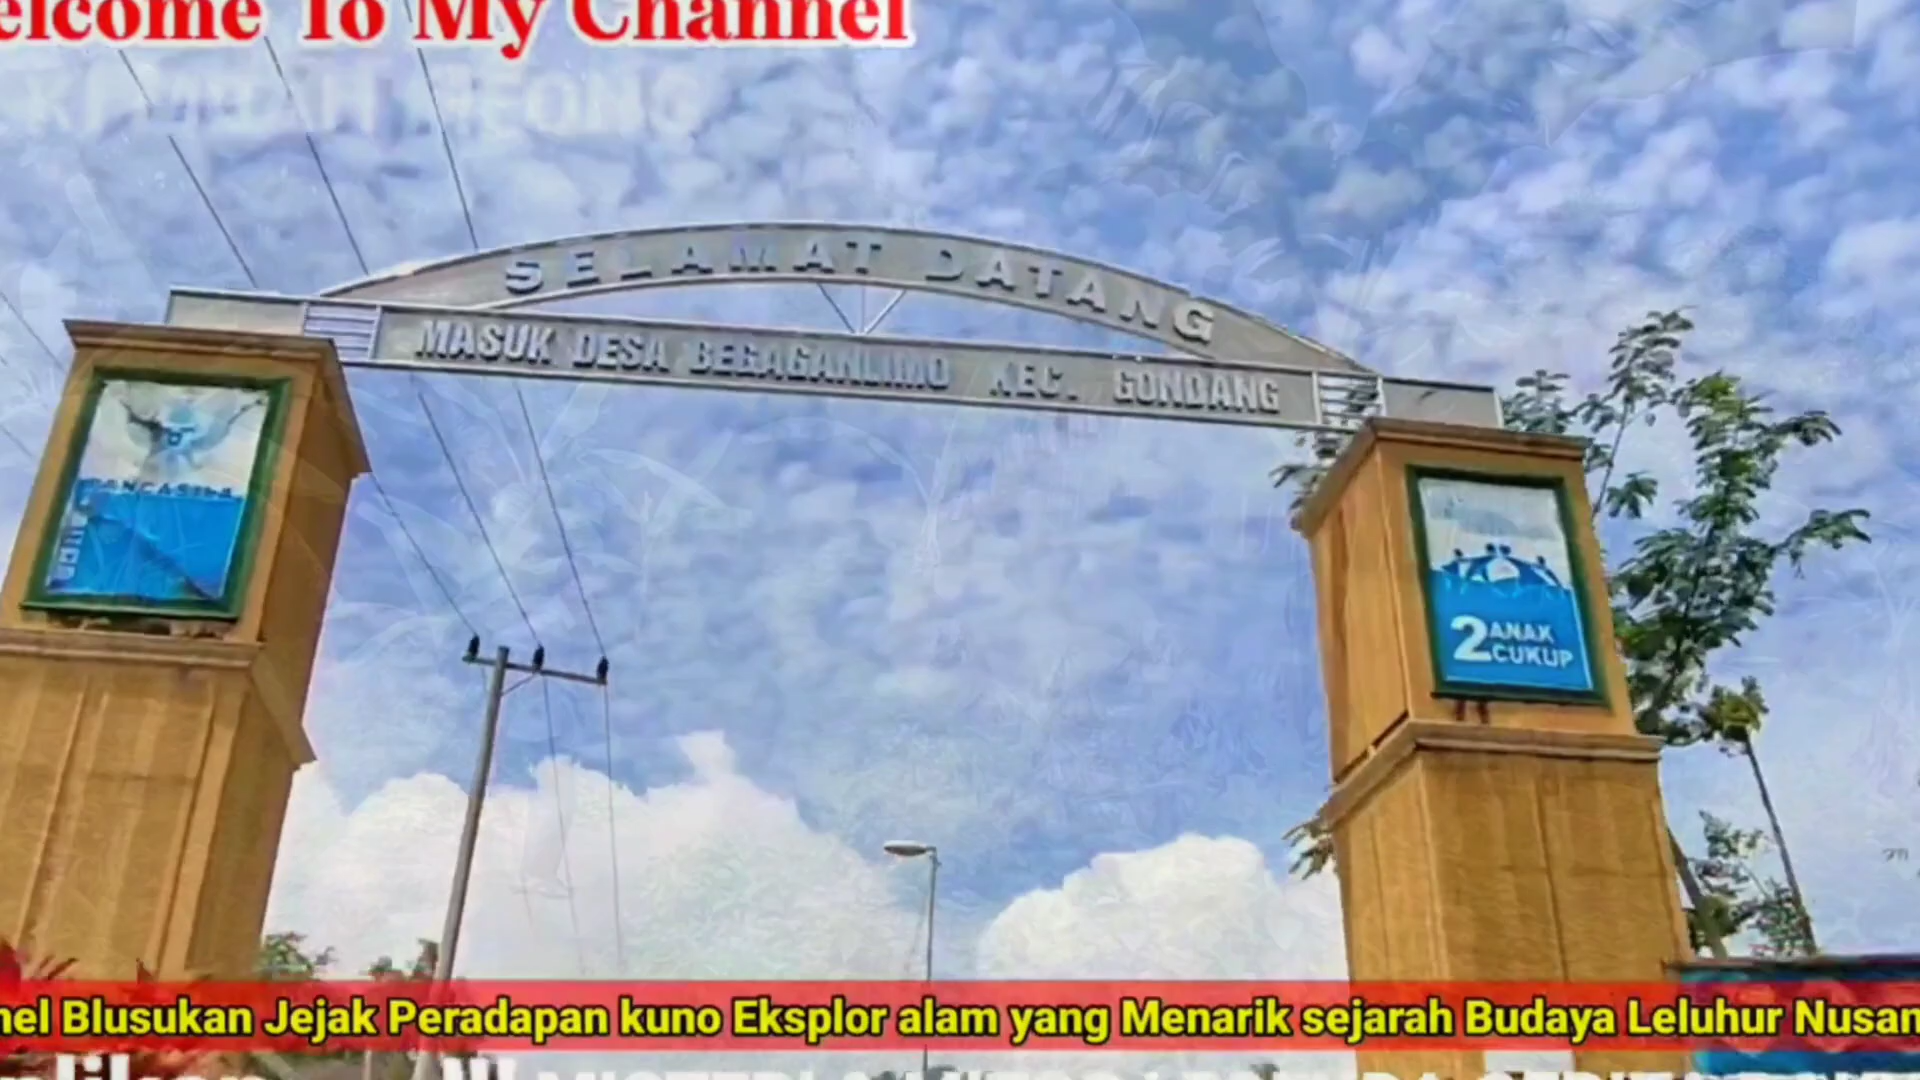 elcome To My Channel
SELAMAT DATANG
MASUK DESA BEGAGANLIMO KEC. GONDANG
PANCASILA
2 ANAK
CUKUP
nel Blusukan Jejak Peradapan kuno Eksplor alam yang Menarik sejarah Budaya Leluhur Nusan